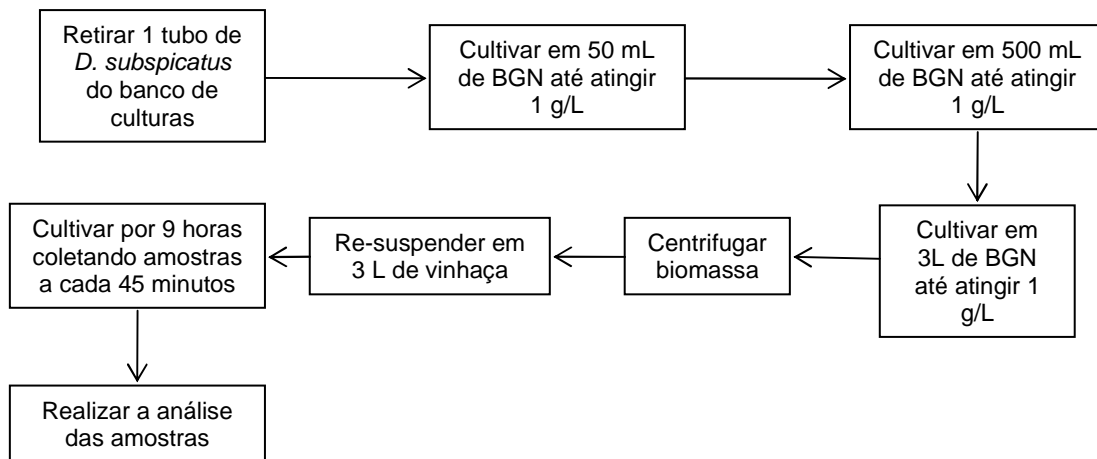 Retirar 1 tubo de
D. subspicatus
do banco de
culturas
Cultivar em 50 mL
de BGN até atingir
1 g/L
Cultivar em 500 mL
de BGN até atingir
1 g/L
Cultivar em
3L de BGN
até atingir 1
g/L
Centrifugar
biomassa
Re-suspender em
3 L de vinhaça
Cultivar por 9 horas
coletando amostras
a cada 45 minutos
Realizar a análise
das amostras